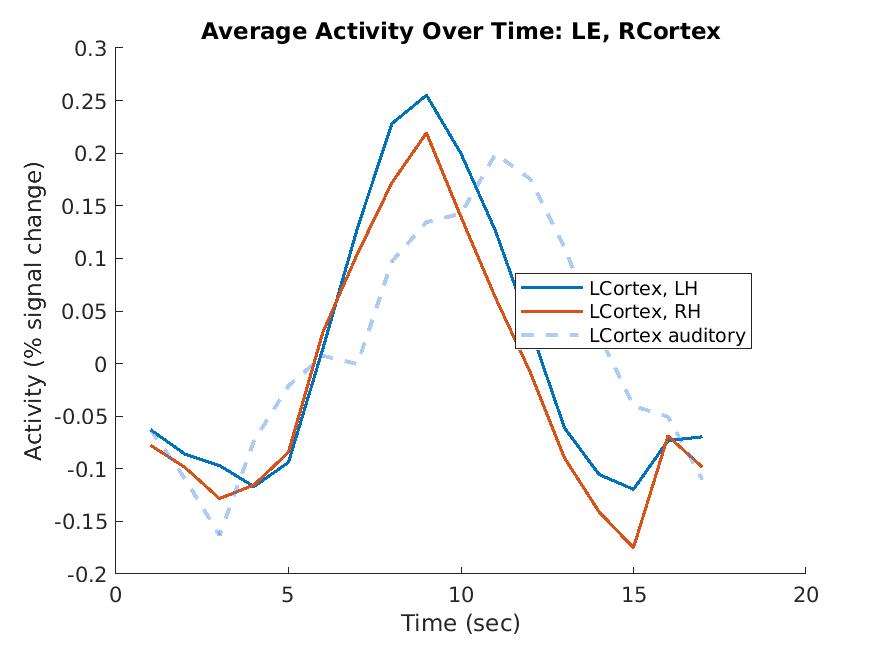 Average Activity Over Time: LE, RCortex
0.3
0.25
0.2
0.15
0.1
0.05
0
-0.05
-0.1
-0.15
-0.2
Activity (% signal change)
LCortex, LH
LCortex, RH
LCortex auditory
0 5 10 15 20
Time (sec)